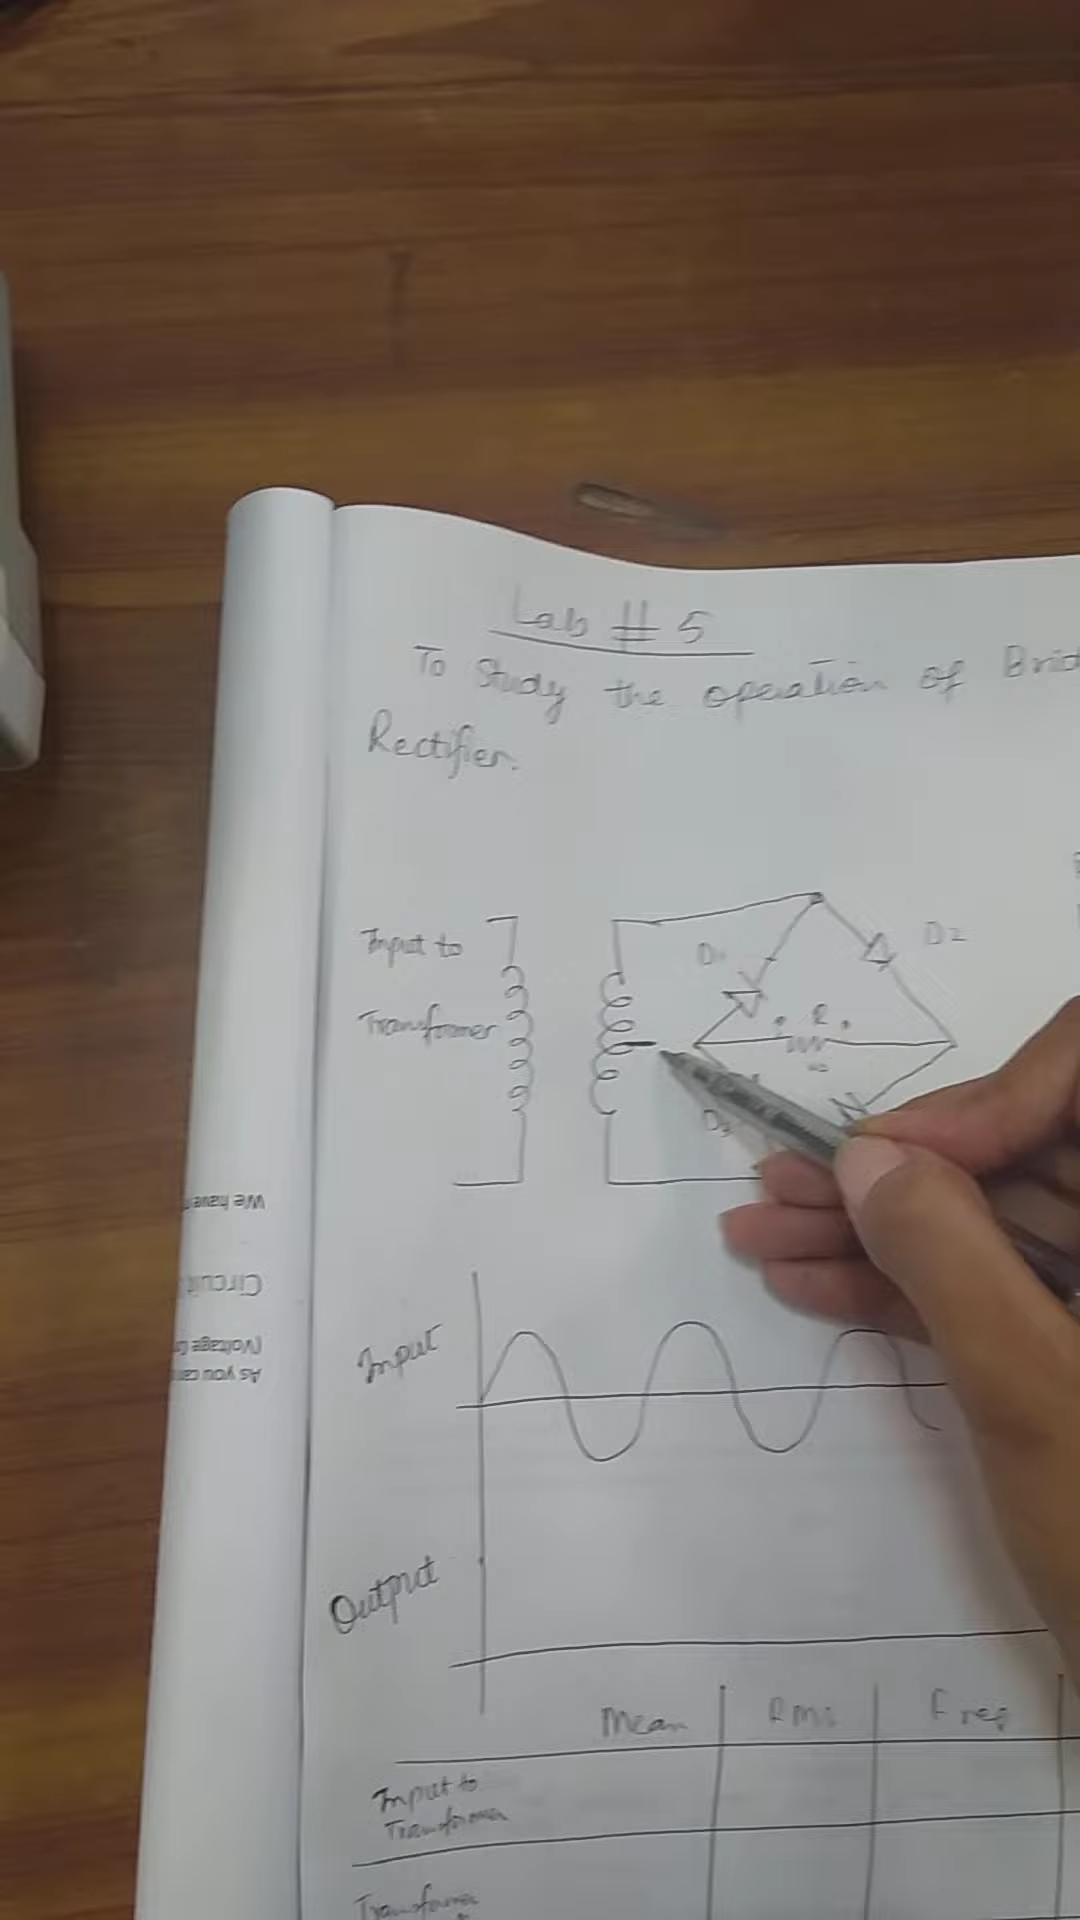 Lab # 5
To Study the operation of Brid
Rectifier.
Input to
Transformer
D1
D2
R
D3
We have
Circuit
(Voltage
As you can
Input
Output
Mean
RMS
Freq
Input to
Transformer
Transformer